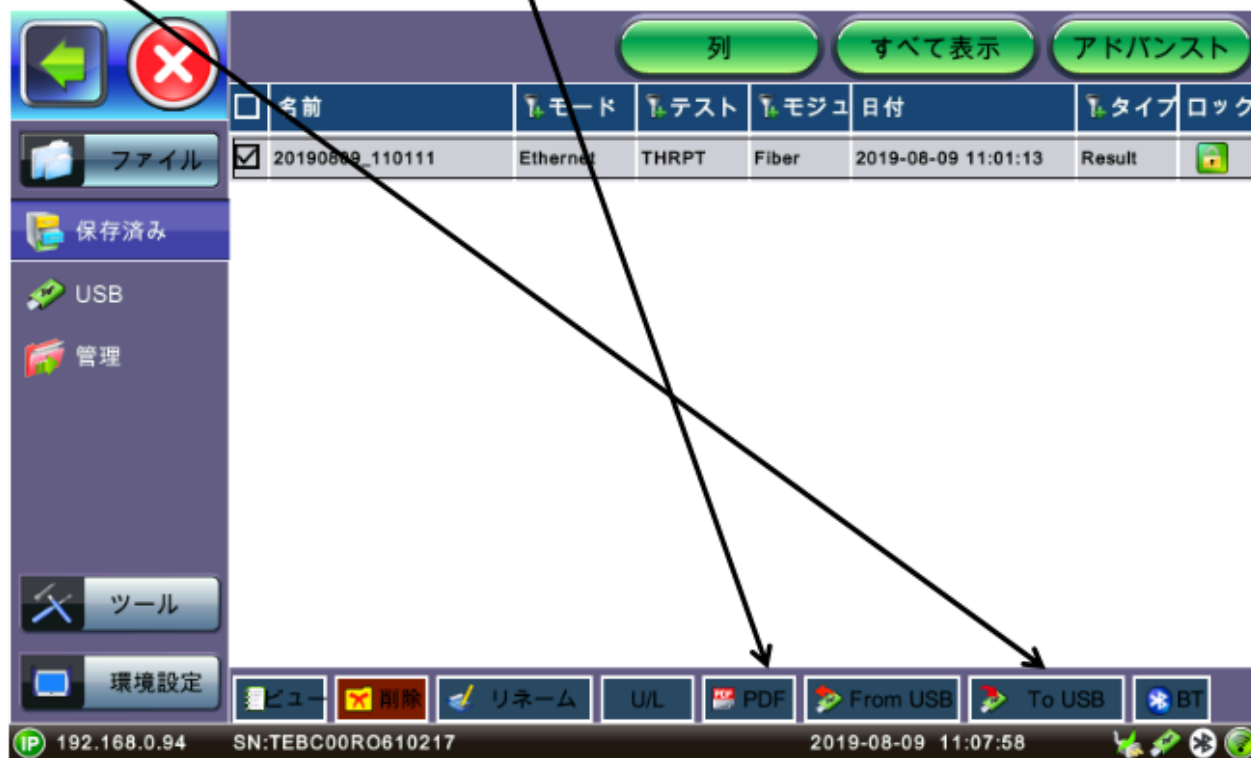 列 すべて表示 アドバンスト
名前 モード テスト モジュ 日付 タイプ ロック
ファイル
20190809_110111 Ethernet THRPT Fiber 2019-08-09 11:01:13 Result
保存済み
USB
管理
ツール
環境設定
ビュー 削除 リネーム U/L PDF From USB To USB BT
IP 192.168.0.94 SN:TEBC00RO610217 2019-08-09 11:07:58